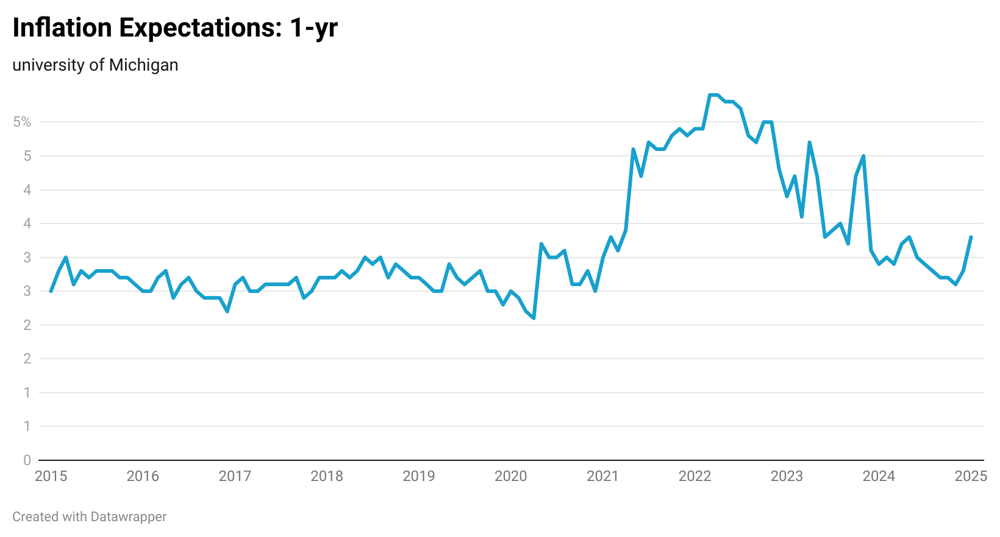 Inflation Expectations: 1-yr
university of Michigan
5%
5
4
4
3
3
2
2
1
1
0
2015 2016 2017 2018 2019 2020 2021 2022 2023 2024 2025
Created with Datawrapper